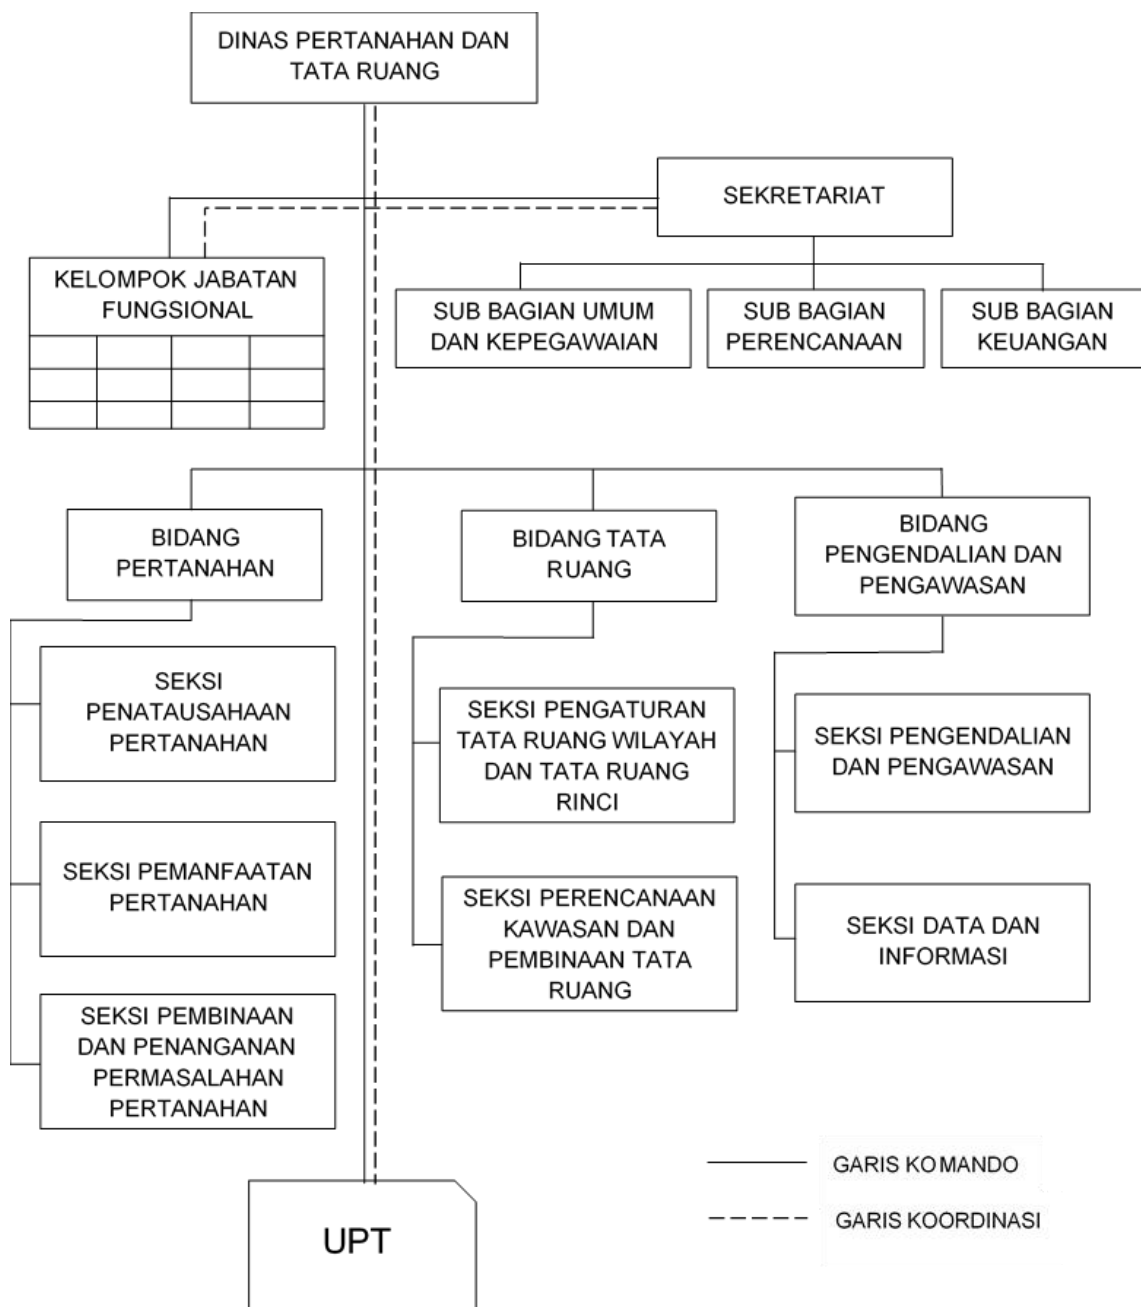 DINAS PERTANAHAN DAN
TATA RUANG
SEKRETARIAT
KELOMPOK JABATAN
FUNGSIONAL
SUB BAGIAN UMUM
DAN KEPEGAWAIAN
SUB BAGIAN
PERENCANAAN
SUB BAGIAN
KEUANGAN
BIDANG
PERTANAHAN
BIDANG TATA
RUANG
BIDANG
PENGENDALIAN DAN
PENGAWASAN
SEKSI
PENATAUSAHAAN
PERTANAHAN
SEKSI PEMANFAATAN
PERTANAHAN
SEKSI PEMBINAAN
DAN PENANGANAN
PERMASALAHAN
PERTANAHAN
SEKSI PENGATURAN
TATA RUANG WILAYAH
DAN TATA RUANG
RINCI
SEKSI PERENCANAAN
KAWASAN DAN
PEMBINAAN TATA
RUANG
SEKSI PENGENDALIAN
DAN PENGAWASAN
SEKSI DATA DAN
INFORMASI
UPT
GARIS KOMANDO
GARIS KOORDINASI